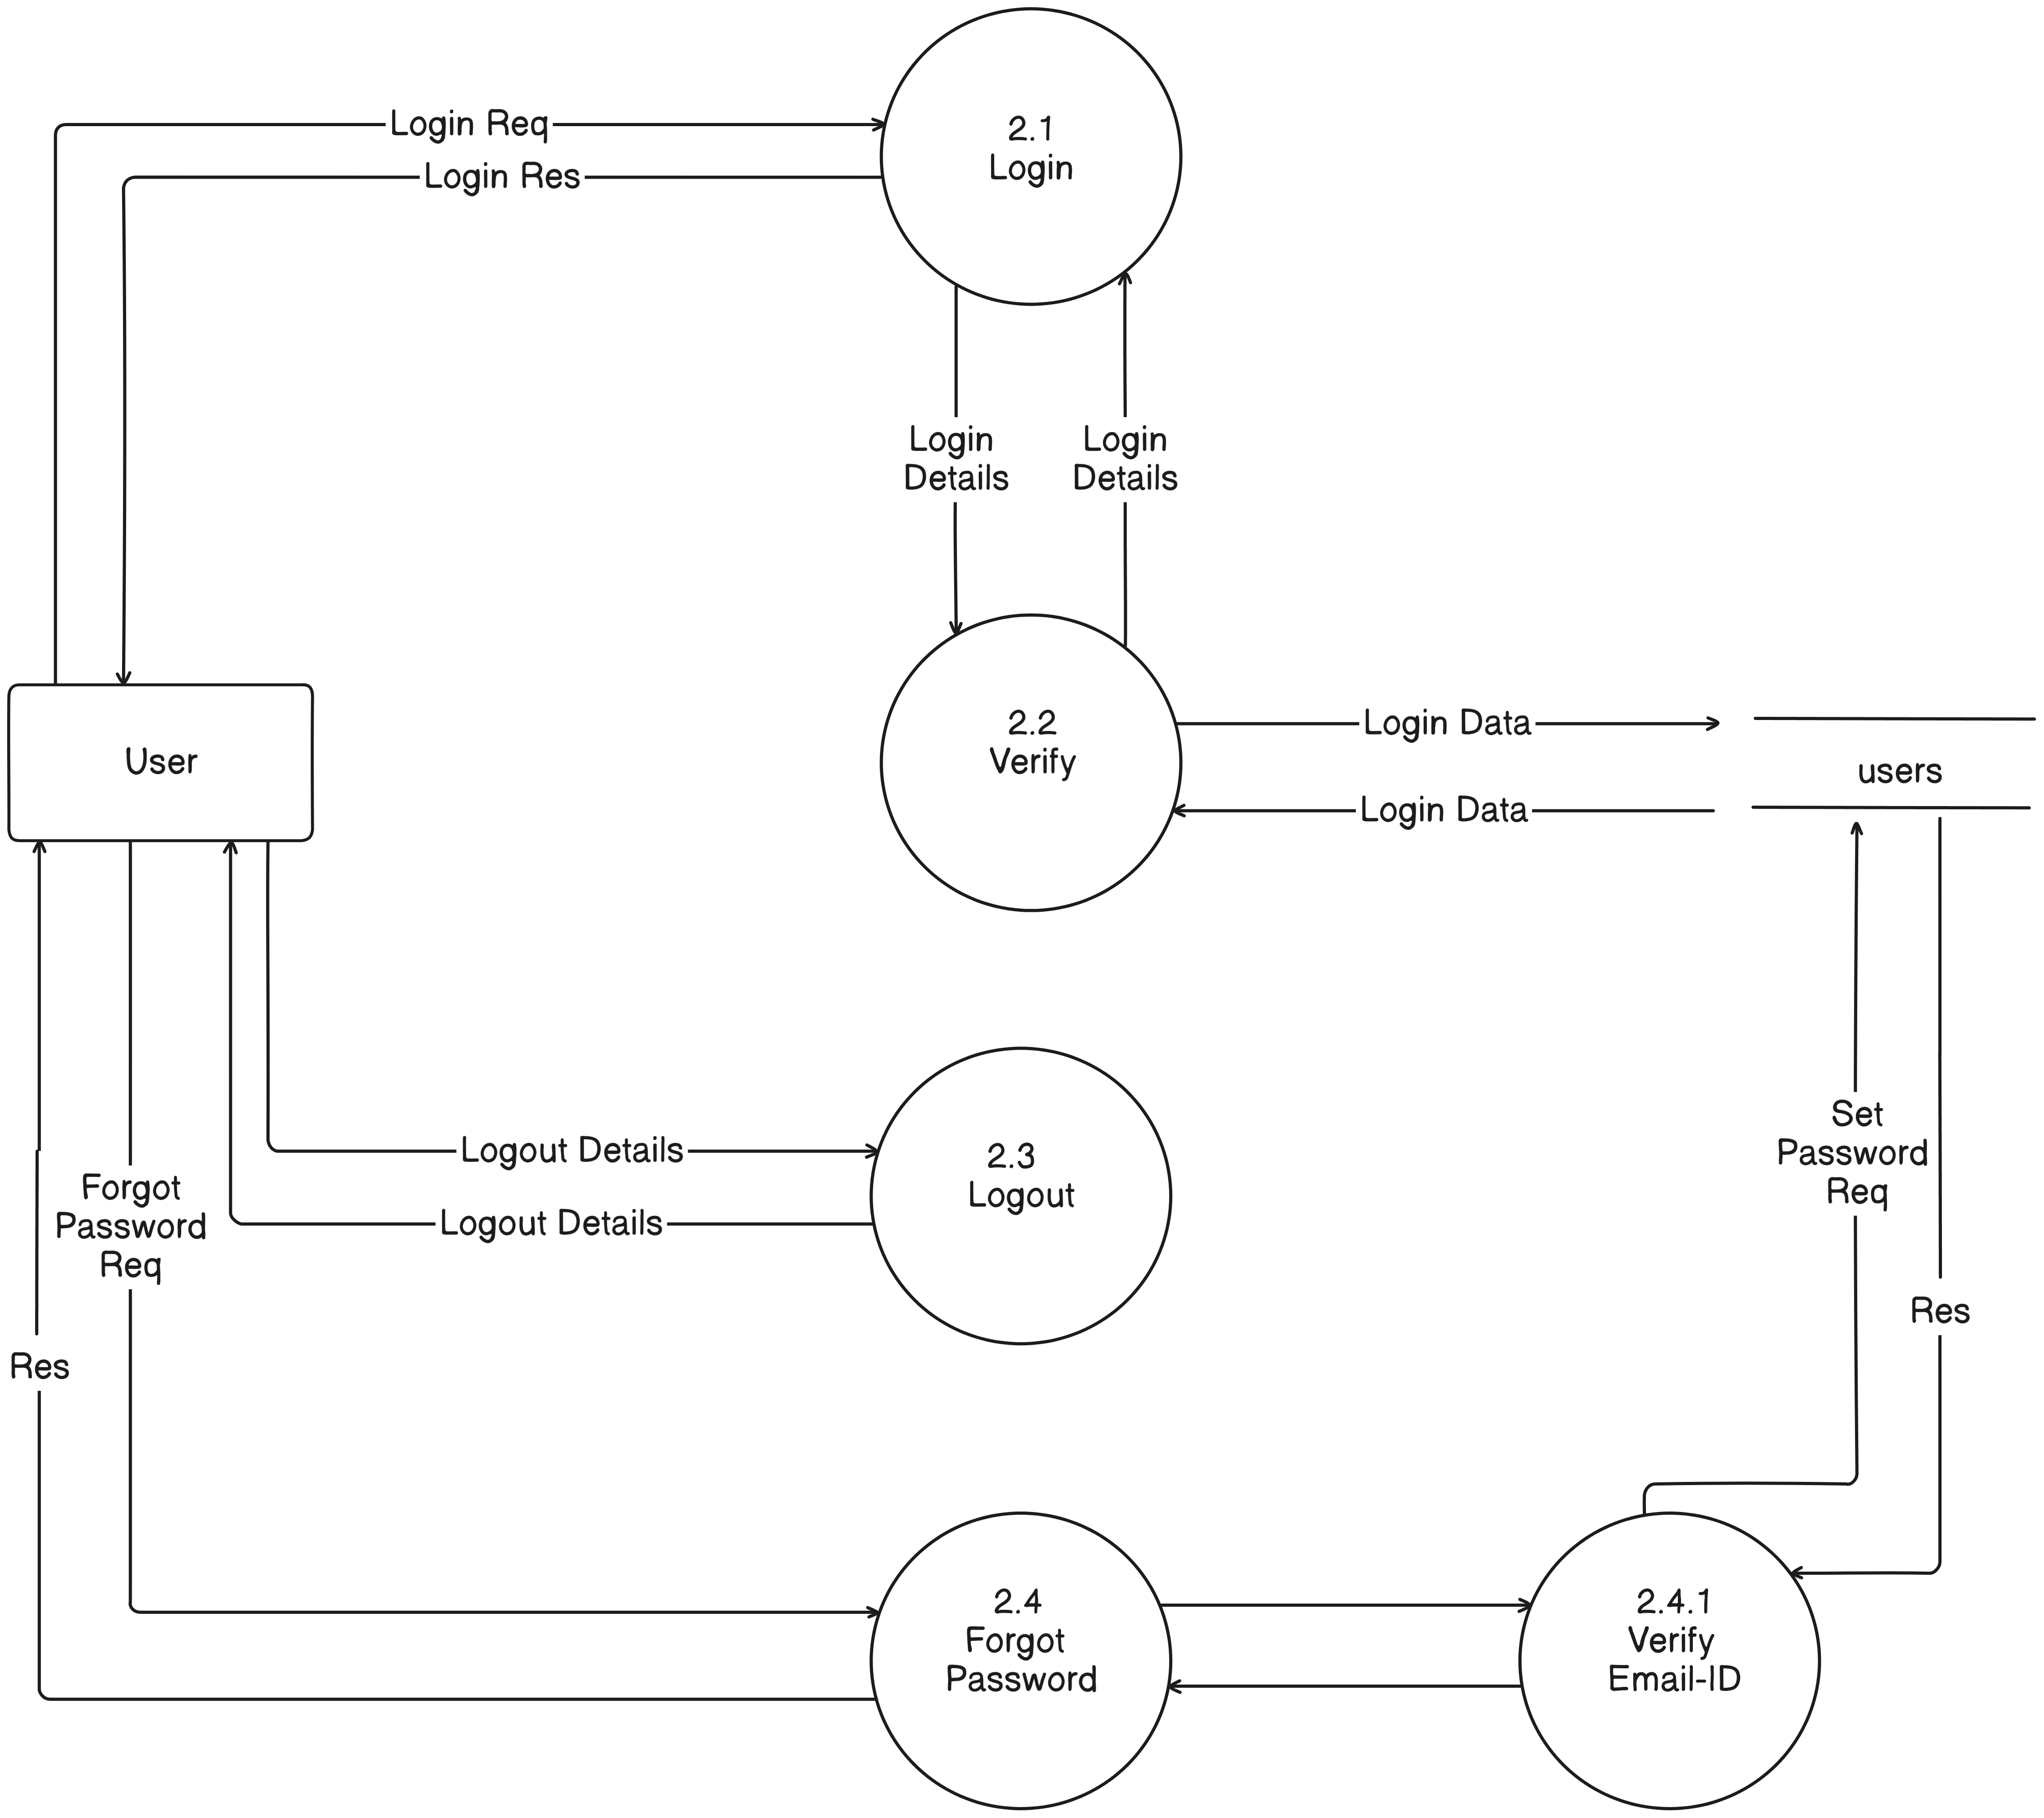 2.1
Login
Login Req
Login Res
Login
Details
Login
Details
2.2
Verify
User
Login Data
users
Login Data
2.3
Logout
Logout Details
Logout Details
Set
Password
Req
Forgot
Password
Req
Res
Res
2.4
Forgot
Password
2.4.1
Verify
Email-ID